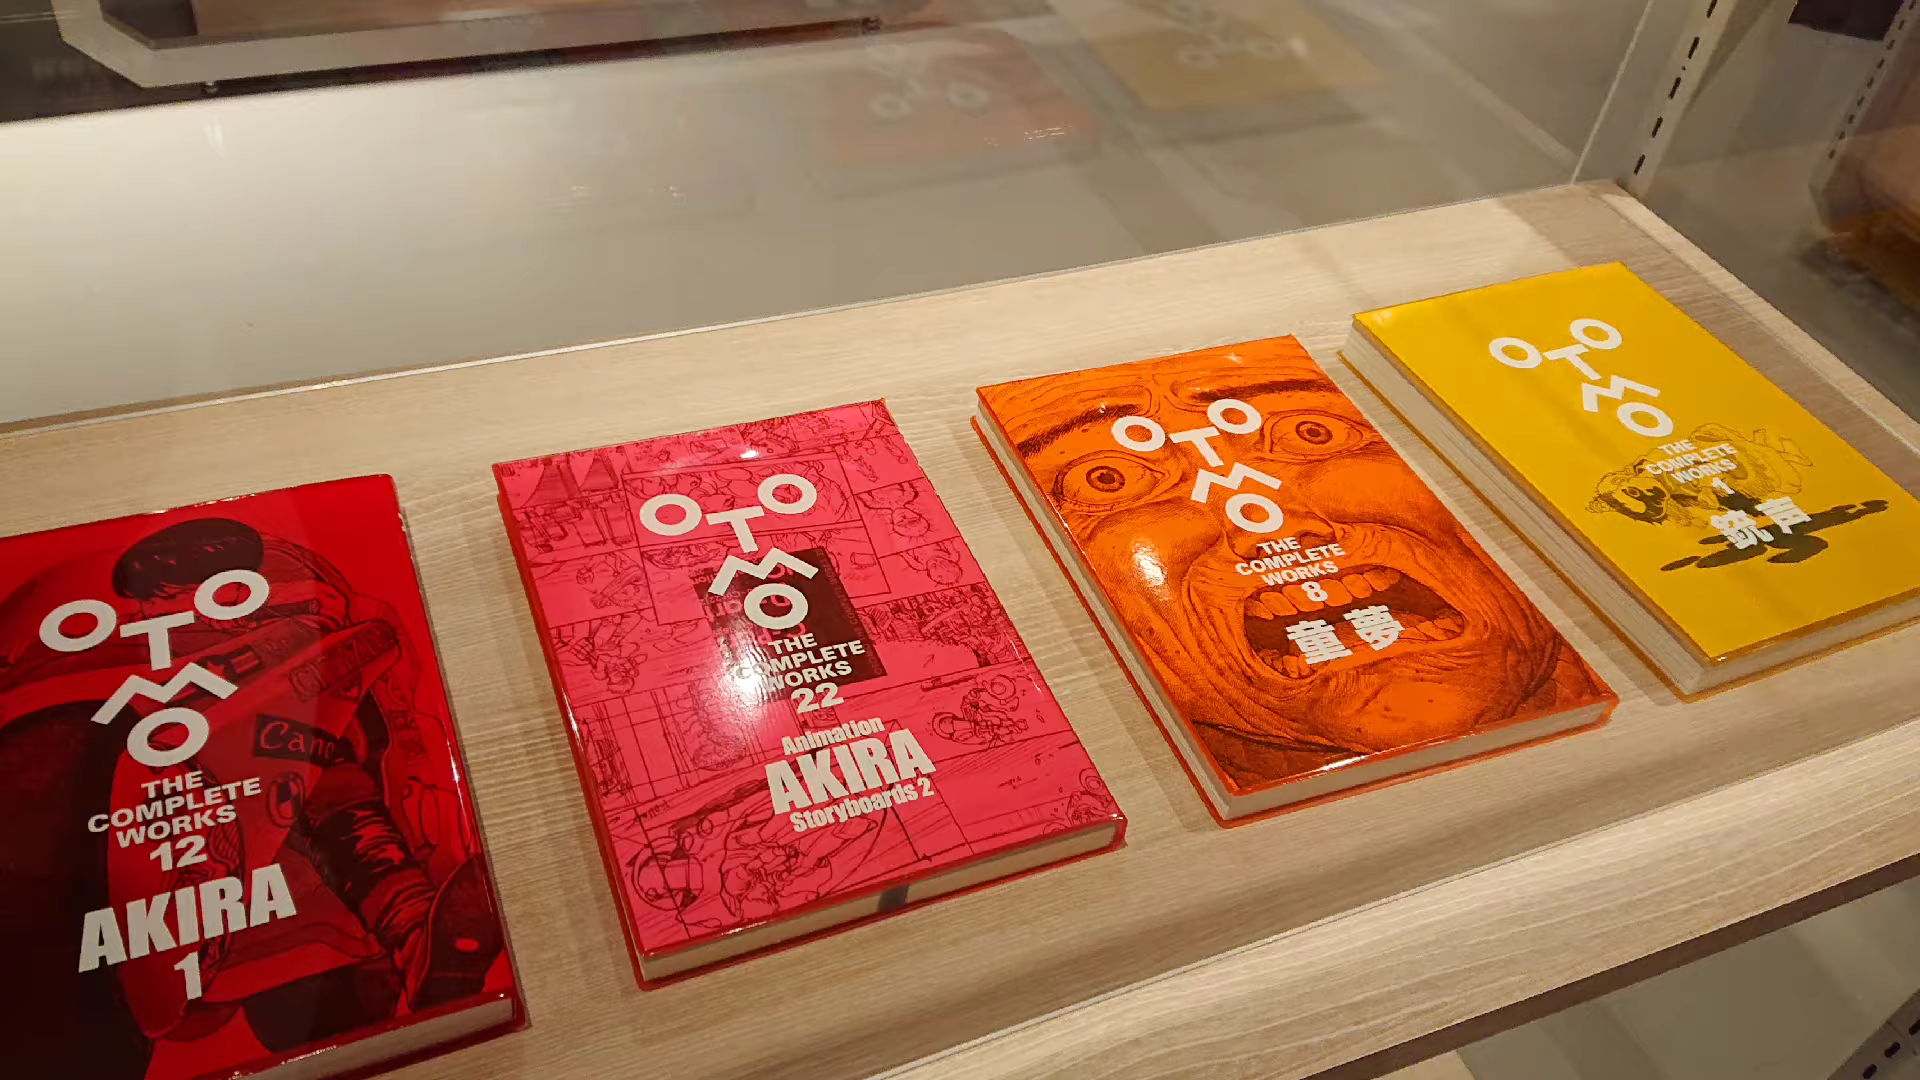 OTOMO
THE
COMPLETE
WORKS
12
AKIRA
1
OTOMO
THE
COMPLETE
WORKS
22
Animation
AKIRA
Storyboards 2
OTOMO
THE
COMPLETE
WORKS
8
童夢
OTOMO
THE
COMPLETE
WORKS
1
銃声